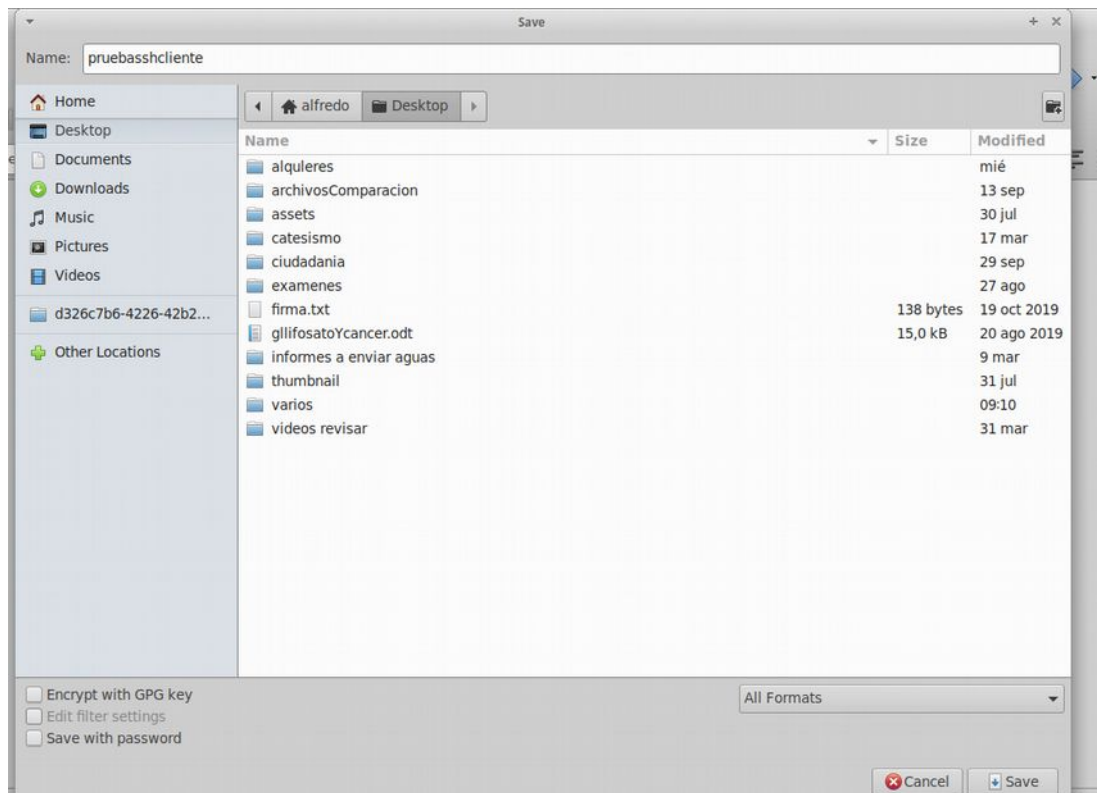 Save
Name: pruebasshcliente
Home
Desktop
Documents
Downloads
Music
Pictures
Videos
d326c7b6-4226-42b2...
Other Locations
alfredo Desktop
Name Size Modified
alquleres mié
archivosComparacion 13 sep
assets 30 jul
catesismo 17 mar
ciudadania 29 sep
examenes 27 ago
firma.txt 138 bytes 19 oct 2019
gllifosatoYcancer.odt 15,0 kB 20 ago 2019
informes a enviar aguas 9 mar
thumbnail 31 jul
varios 09:10
videos revisar 31 mar
Encrypt with GPG key
Edit filter settings
Save with password
All Formats
Cancel Save